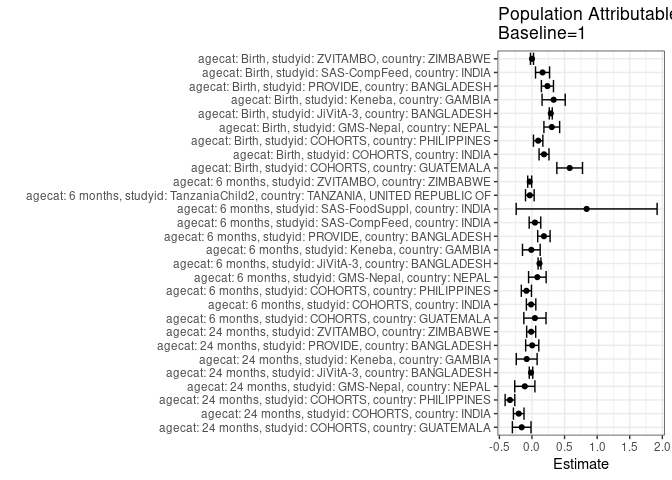 Population Attributable
Baseline=1
agecat: Birth, studyid: ZVITAMBO, country: ZIMBABWE
agecat: Birth, studyid: SAS-CompFeed, country: INDIA
agecat: Birth, studyid: PROVIDE, country: BANGLADESH
agecat: Birth, studyid: Keneba, country: GAMBIA
agecat: Birth, studyid: JiVitA-3, country: BANGLADESH
agecat: Birth, studyid: GMS-Nepal, country: NEPAL
agecat: Birth, studyid: COHORTS, country: PHILIPPINES
agecat: Birth, studyid: COHORTS, country: INDIA
agecat: Birth, studyid: COHORTS, country: GUATEMALA
agecat: 6 months, studyid: ZVITAMBO, country: ZIMBABWE
agecat: 6 months, studyid: TanzaniaChild2, country: TANZANIA, UNITED REPUBLIC OF
agecat: 6 months, studyid: SAS-FoodSuppl, country: INDIA
agecat: 6 months, studyid: SAS-CompFeed, country: INDIA
agecat: 6 months, studyid: PROVIDE, country: BANGLADESH
agecat: 6 months, studyid: Keneba, country: GAMBIA
agecat: 6 months, studyid: JiVitA-3, country: BANGLADESH
agecat: 6 months, studyid: GMS-Nepal, country: NEPAL
agecat: 6 months, studyid: COHORTS, country: PHILIPPINES
agecat: 6 months, studyid: COHORTS, country: INDIA
agecat: 6 months, studyid: COHORTS, country: GUATEMALA
agecat: 24 months, studyid: ZVITAMBO, country: ZIMBABWE
agecat: 24 months, studyid: PROVIDE, country: BANGLADESH
agecat: 24 months, studyid: Keneba, country: GAMBIA
agecat: 24 months, studyid: JiVitA-3, country: BANGLADESH
agecat: 24 months, studyid: GMS-Nepal, country: NEPAL
agecat: 24 months, studyid: COHORTS, country: PHILIPPINES
agecat: 24 months, studyid: COHORTS, country: INDIA
agecat: 24 months, studyid: COHORTS, country: GUATEMALA
-0.5 0.0 0.5 1.0 1.5 2.0
Estimate